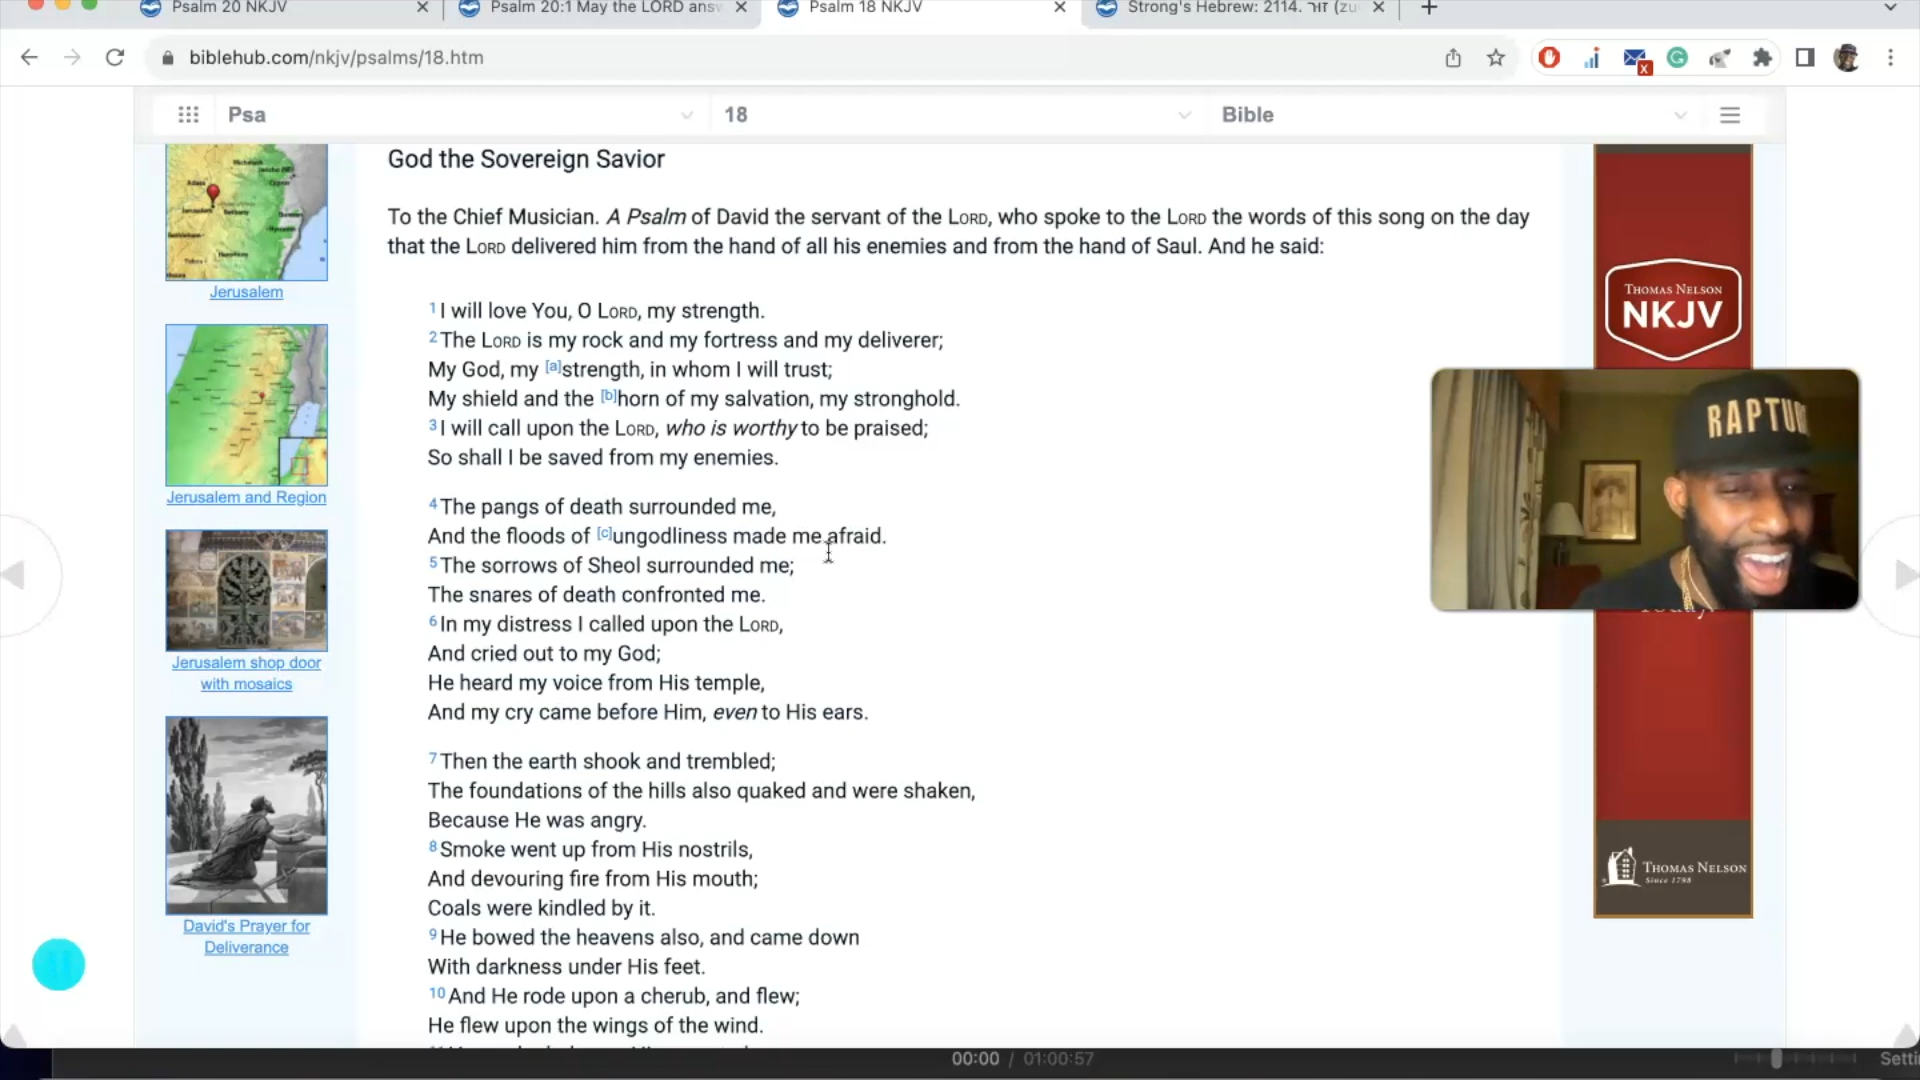 Psalm 20 NKJV
Psalm 20:1 May the LORD answ
Psalm 18 NKJV
Strong's Hebrew: 2114. זוּר (zu
biblehub.com/nkjv/psalms/18.htm
x
Psa
18
Bible
God the Sovereign Savior
To the Chief Musician. A Psalm of David the servant of the LORD, who spoke to the LORD the words of this song on the day
that the LORD delivered him from the hand of all his enemies and from the hand of Saul. And he said:
1 I will love You, O LORD, my strength.
2 The LORD is my rock and my fortress and my deliverer;
My God, my [a]strength, in whom I will trust;
My shield and the [b]horn of my salvation, my stronghold.
3 I will call upon the LORD, who is worthy to be praised;
So shall I be saved from my enemies.
4 The pangs of death surrounded me,
And the floods of [c]ungodliness made me afraid.
5 The sorrows of Sheol surrounded me;
The snares of death confronted me.
6 In my distress I called upon the LORD,
And cried out to my God;
He heard my voice from His temple,
And my cry came before Him, even to His ears.
7 Then the earth shook and trembled;
The foundations of the hills also quaked and were shaken,
Because He was angry.
8 Smoke went up from His nostrils,
And devouring fire from His mouth;
Coals were kindled by it.
9 He bowed the heavens also, and came down
With darkness under His feet.
10 And He rode upon a cherub, and flew;
He flew upon the wings of the wind.
Jerusalem
Jerusalem and Region
Jerusalem shop door
with mosaics
David's Prayer for
Deliverance
THOMAS NELSON
NKJV
RAPTU
THOMAS NELSON
Since 1798
00:00 / 01:00:57
Setti